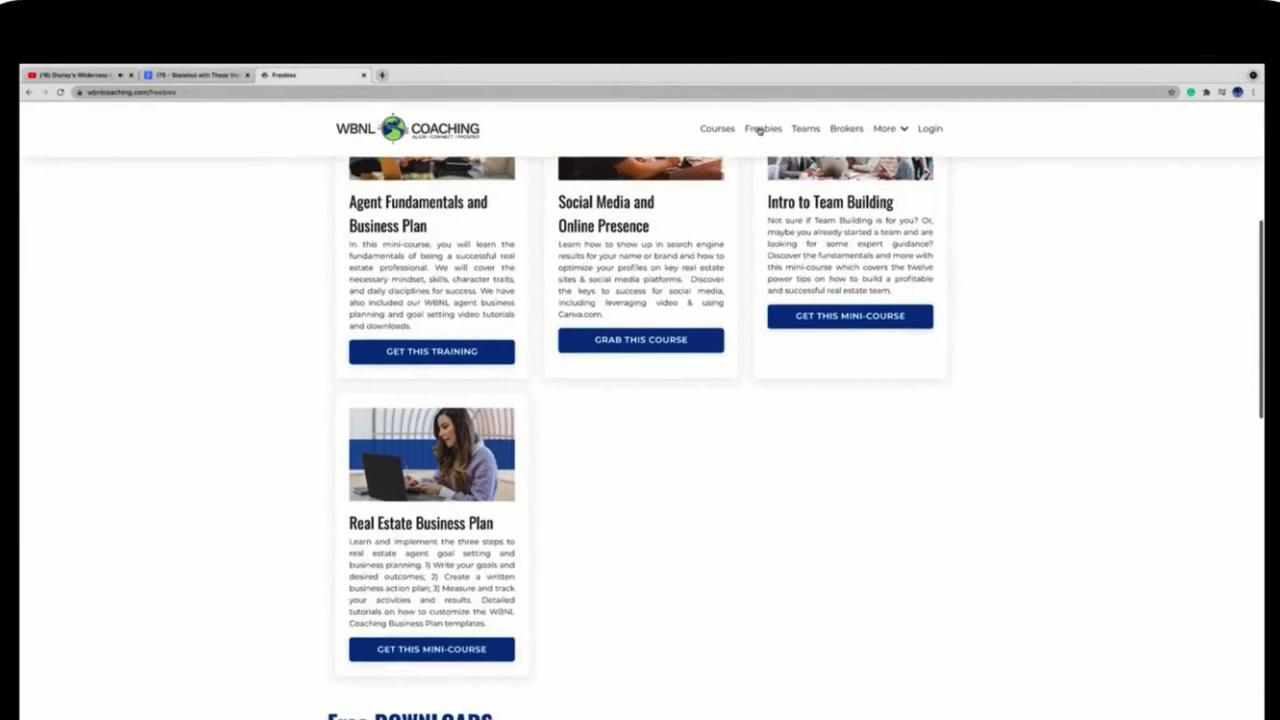 (16) Disney's Wilderness L
175 - Standout with These Vid
Freebies
wbnlcoaching.com/freebies
WBNL COACHING
ALIGN - CONNECT - PROSPER
Courses Freebies Teams Brokers More Login
Agent Fundamentals and
Business Plan
In this mini-course, you will learn the
fundamentals of being a successful real
estate professional. We will cover the
necessary mindset, skills, character traits,
and daily disciplines for success. We have
also included our WBNL agent business
planning and goal setting video tutorials
and downloads.
GET THIS TRAINING
Social Media and
Online Presence
Learn how to show up in search engine
results for your name or brand and how to
optimize your profiles on key real estate
sites & social media platforms. Discover
the keys to success for social media,
including leveraging video & using
Canva.com.
GRAB THIS COURSE
Intro to Team Building
Not sure if Team Building is for you? Or,
maybe you already started a team and are
looking for some expert guidance?
Discover the fundamentals and more with
this mini-course which covers the twelve
power tips on how to build a profitable
and successful real estate team.
GET THIS MINI-COURSE
Real Estate Business Plan
Learn and implement the three steps to
real estate agent goal setting and
business planning. 1) Write your goals and
desired outcomes; 2) Create a written
business action plan; 3) Measure and track
your activities and results. Detailed
tutorials on how to customize the WBNL
Coaching Business Plan templates.
GET THIS MINI-COURSE
Free DOWNLOADS